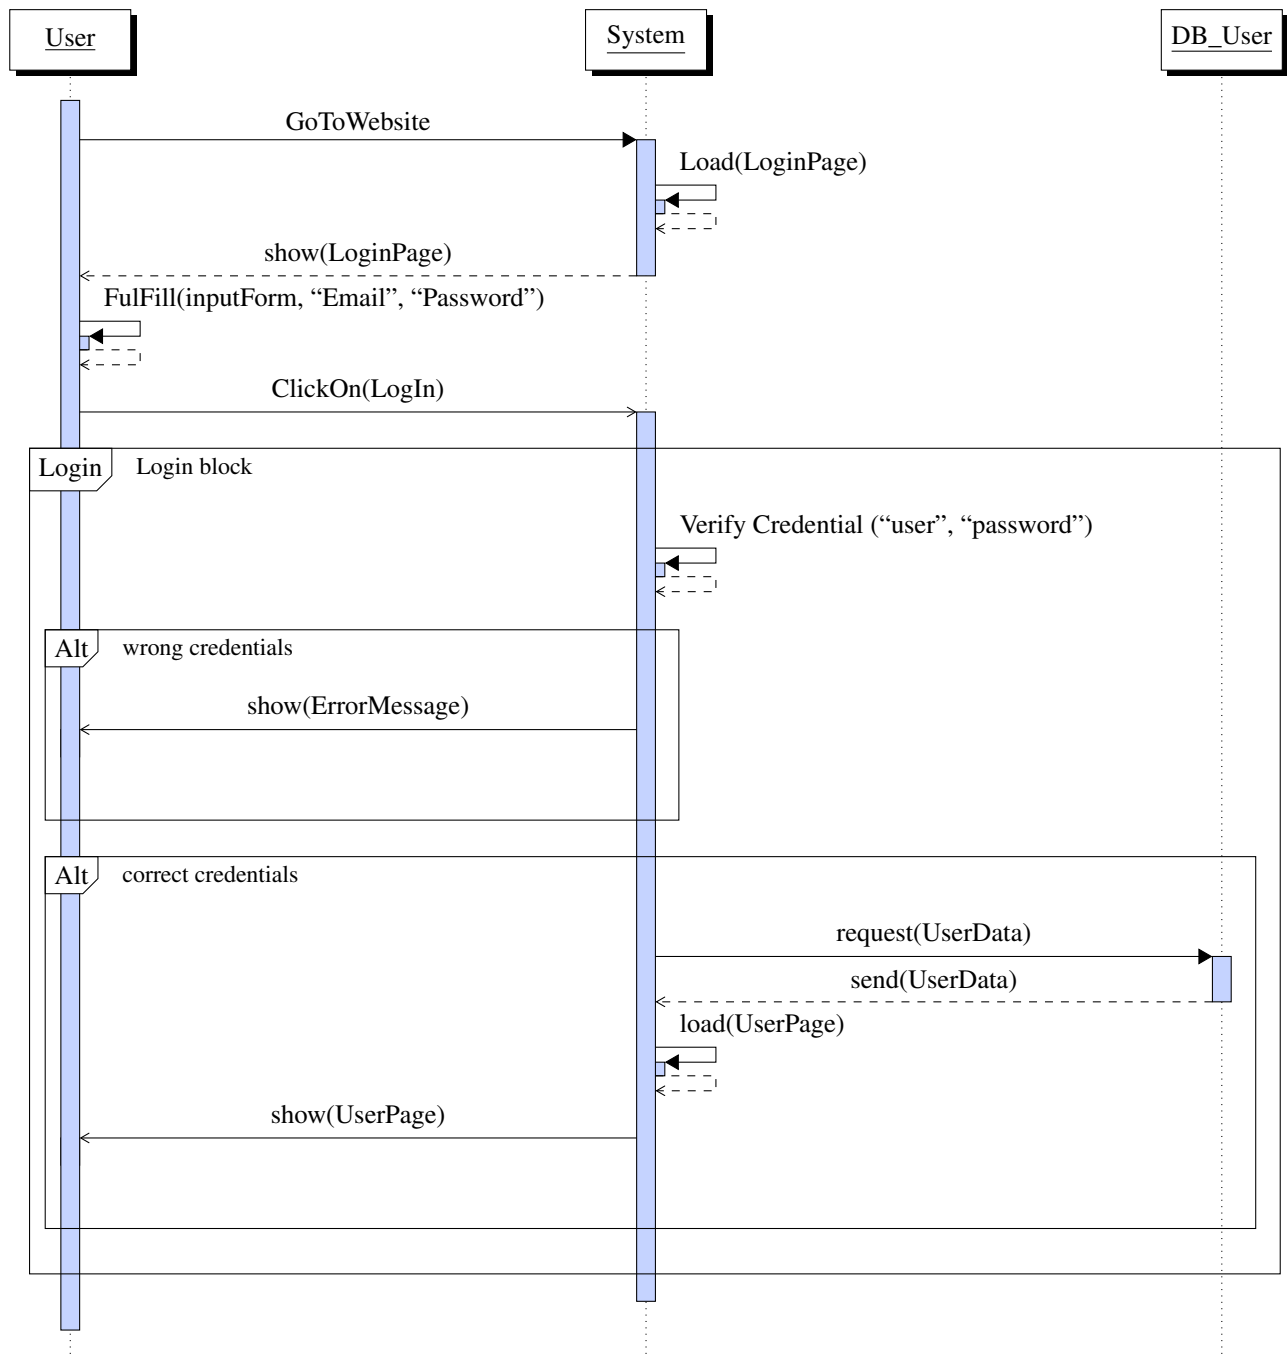 User
System
DB_User
GoToWebsite
Load(LoginPage)
show(LoginPage)
FulFill(inputForm, “Email”, “Password”)
ClickOn(LogIn)
Login
Login block
Verify Credential (“user”, “password”)
Alt
wrong credentials
show(ErrorMessage)
Alt
correct credentials
request(UserData)
send(UserData)
load(UserPage)
show(UserPage)